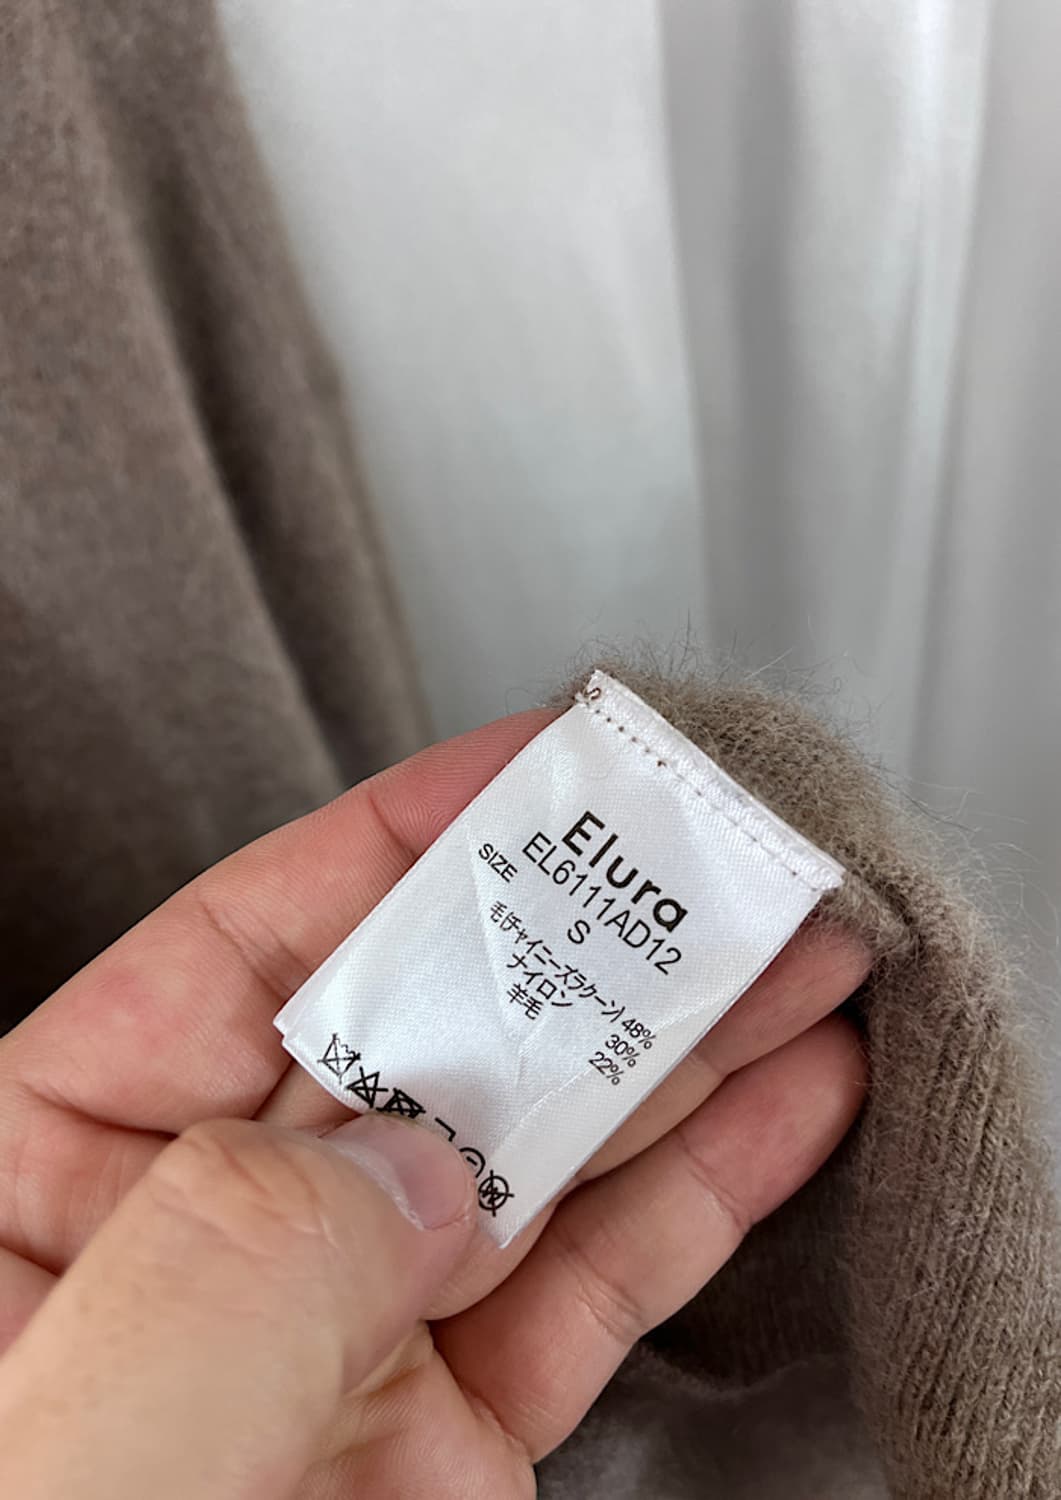 Elura
EL6111AD12
SIZE S
毛(チャイニーズラクーン) 48%
ナイロン 30%
羊毛 22%